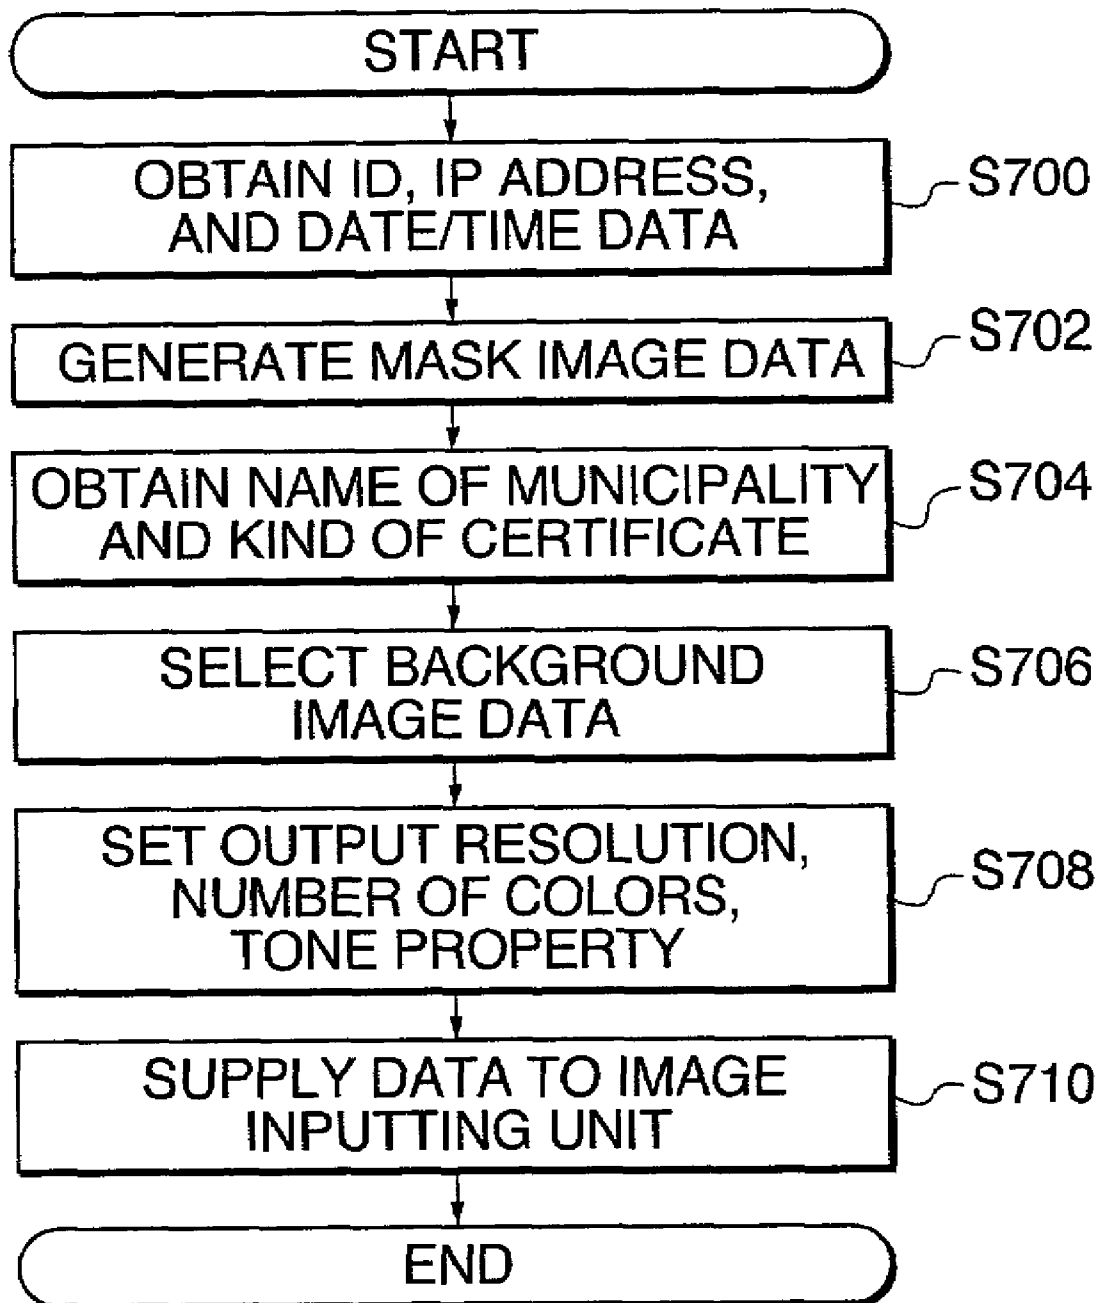 START
OBTAIN ID, IP ADDRESS,
AND DATE/TIME DATA
S700
GENERATE MASK IMAGE DATA
S702
OBTAIN NAME OF MUNICIPALITY
AND KIND OF CERTIFICATE
S704
SELECT BACKGROUND
IMAGE DATA
S706
SET OUTPUT RESOLUTION,
NUMBER OF COLORS,
TONE PROPERTY
S708
SUPPLY DATA TO IMAGE
INPUTTING UNIT
S710
END